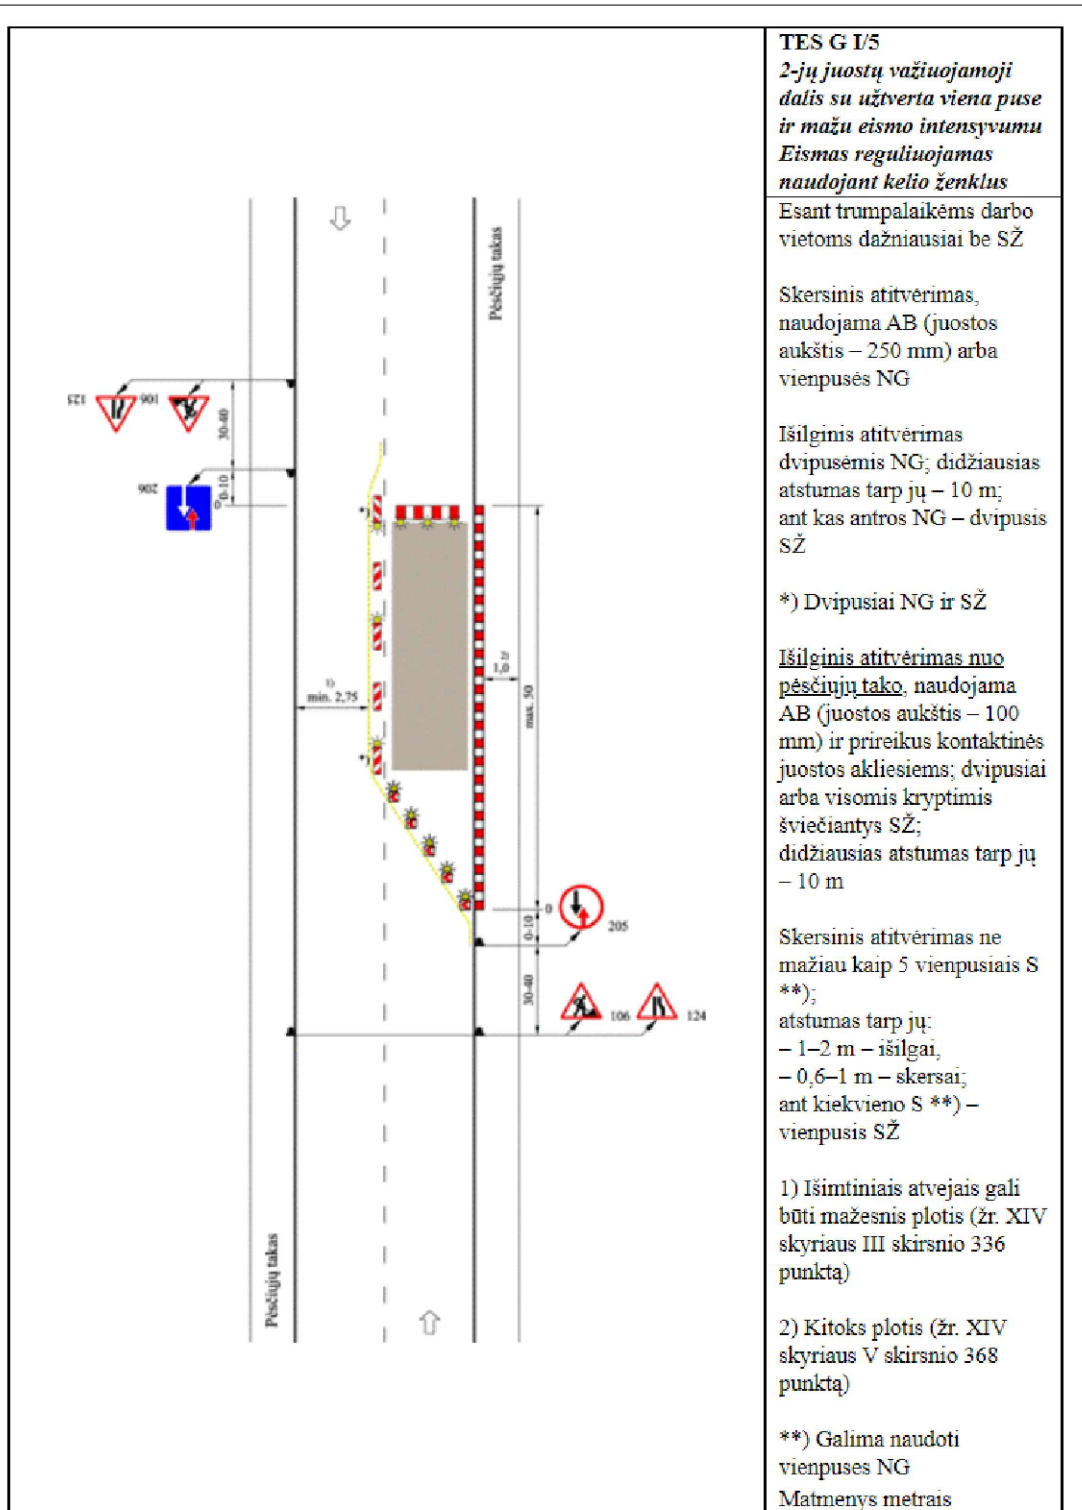 TES G I/5
2-jų juostų važiuojamoji
dalis su užtverta viena puse
ir mažu eismo intensyvumu
Eismas reguliuojamas
naudojant kelio ženklus
Esant trumpalaikėms darbo
vietoms dažniausiai be SŽ
Skersinis atitvėrimas,
naudojama AB (juostos
aukštis – 250 mm) arba
vienpusės NG
Išilginis atitvėrimas
dvipusėmis NG; didžiausias
atstumas tarp jų – 10 m;
ant kas antros NG – dvipusis
SŽ
*) Dvipusiai NG ir SŽ
Išilginis atitvėrimas nuo
pėsčiųjų tako, naudojama
AB (juostos aukštis – 100
mm) ir prireikus kontaktinės
juostos akliesiems; dvipusiai
arba visomis kryptimis
šviečiantys SŽ;
didžiausias atstumas tarp jų
– 10 m
Skersinis atitvėrimas ne
mažiau kaip 5 vienpusiais S
**);
atstumas tarp jų:
– 1–2 m – išilgai,
– 0,6–1 m – skersai;
ant kiekvieno S **) –
vienpusis SŽ
1) Išimtiniais atvejais gali
būti mažesnis plotis (žr. XIV
skyriaus III skirsnio 336
punktą)
2) Kitoks plotis (žr. XIV
skyriaus V skirsnio 368
punktą)
**) Galima naudoti
vienpuses NG
Matmenys metrais
Pėsčiųjų takas
125
106
30-40
206
0-10
0
*)
1)
min. 2,75
2)
1,0
max. 50
*)
0
0-10
205
30-40
106
124
Pėsčiųjų takas